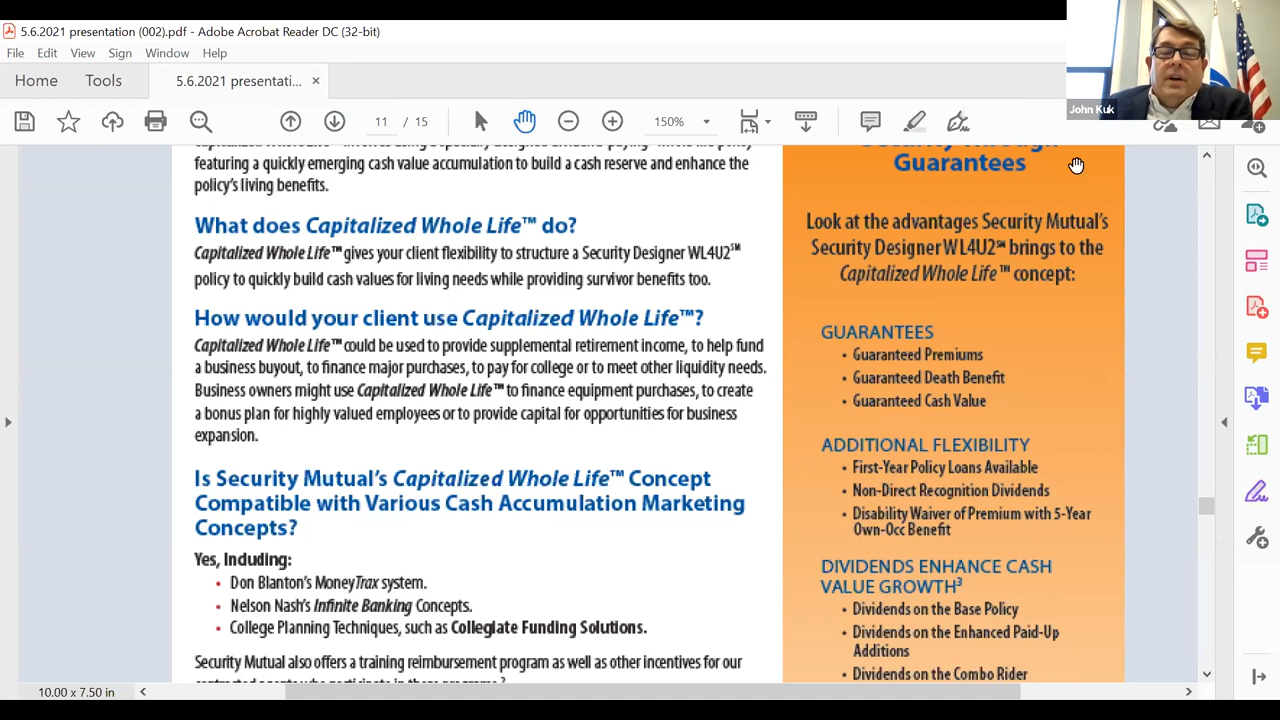 5.6.2021 presentation (002).pdf - Adobe Acrobat Reader DC (32-bit)
File Edit View Sign Window Help
Home Tools 5.6.2021 presentati... ×
11 / 15 150%
John Kuk
featuring a quickly emerging cash value accumulation to build a cash reserve and enhance the
policy's living benefits.
What does Capitalized Whole Life™ do?
Capitalized Whole Life™ gives your client flexibility to structure a Security Designer WL4U2℠
policy to quickly build cash values for living needs while providing survivor benefits too.
How would your client use Capitalized Whole Life™?
Capitalized Whole Life™ could be used to provide supplemental retirement income, to help fund
a business buyout, to finance major purchases, to pay for college or to meet other liquidity needs.
Business owners might use Capitalized Whole Life™ to finance equipment purchases, to create
a bonus plan for highly valued employees or to provide capital for opportunities for business
expansion.
Is Security Mutual's Capitalized Whole Life™ Concept
Compatible with Various Cash Accumulation Marketing
Concepts?
Yes, Including:
• Don Blanton's MoneyTrax system.
• Nelson Nash's Infinite Banking Concepts.
• College Planning Techniques, such as Collegiate Funding Solutions.
Security Mutual also offers a training reimbursement program as well as other incentives for our
Security Through
Guarantees
Look at the advantages Security Mutual's
Security Designer WL4U2℠ brings to the
Capitalized Whole Life™ concept:
GUARANTEES
• Guaranteed Premiums
• Guaranteed Death Benefit
• Guaranteed Cash Value
ADDITIONAL FLEXIBILITY
• First-Year Policy Loans Available
• Non-Direct Recognition Dividends
• Disability Waiver of Premium with 5-Year
Own-Occ Benefit
DIVIDENDS ENHANCE CASH
VALUE GROWTH³
• Dividends on the Base Policy
• Dividends on the Enhanced Paid-Up
Additions
• Dividends on the Combo Rider
10.00 x 7.50 in